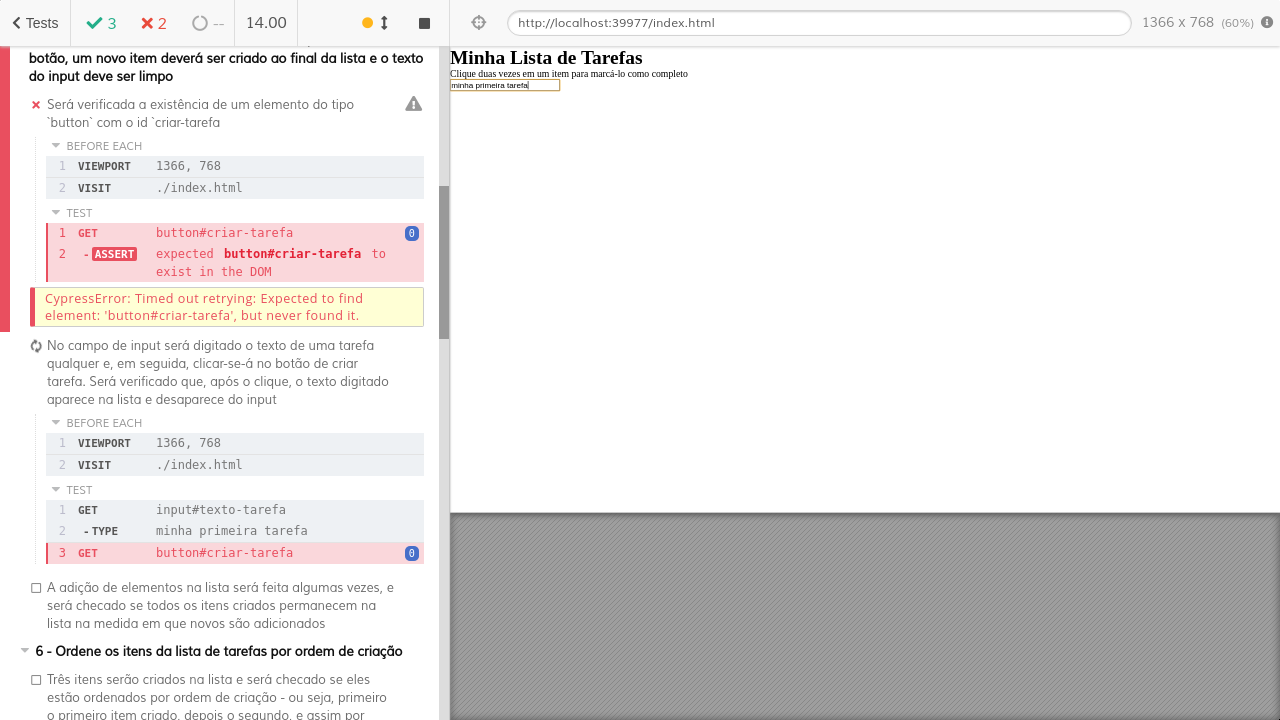 Tests
3
2
--
14.00
http://localhost:39977/index.html
1366 x 768 (60%)
botão, um novo item deverá ser criado ao final da lista e o texto
do input deve ser limpo
Será verificada a existência de um elemento do tipo
`button` com o id `criar-tarefa
BEFORE EACH
1 VIEWPORT 1366, 768
2 VISIT ./index.html
TEST
1 GET button#criar-tarefa 0
2 -ASSERT expected button#criar-tarefa to
exist in the DOM
CypressError: Timed out retrying: Expected to find
element: 'button#criar-tarefa', but never found it.
No campo de input será digitado o texto de uma tarefa
qualquer e, em seguida, clicar-se-á no botão de criar
tarefa. Será verificado que, após o clique, o texto digitado
aparece na lista e desaparece do input
BEFORE EACH
1 VIEWPORT 1366, 768
2 VISIT ./index.html
TEST
1 GET input#texto-tarefa
2 -TYPE minha primeira tarefa
3 GET button#criar-tarefa 0
A adição de elementos na lista será feita algumas vezes, e
será checado se todos os itens criados permanecem na
lista na medida em que novos são adicionados
6 - Ordene os itens da lista de tarefas por ordem de criação
Três itens serão criados na lista e será checado se eles
estão ordenados por ordem de criação - ou seja, primeiro
o primeiro item criado, depois o segundo, e assim por
Minha Lista de Tarefas
Clique duas vezes em um item para marcá-lo como completo
minha primeira tarefa